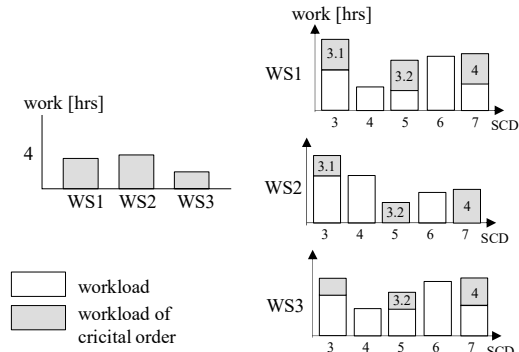 work [hrs]
4
WS1 WS2 WS3
workload
workload of
cricital order
work [hrs]
WS1
3.1
3.2
4
3 4 5 6 7 SCD
WS2
3.1
3.2
4
3 4 5 6 7 SCD
WS3
3.2
4
3 4 5 6 7 SCD